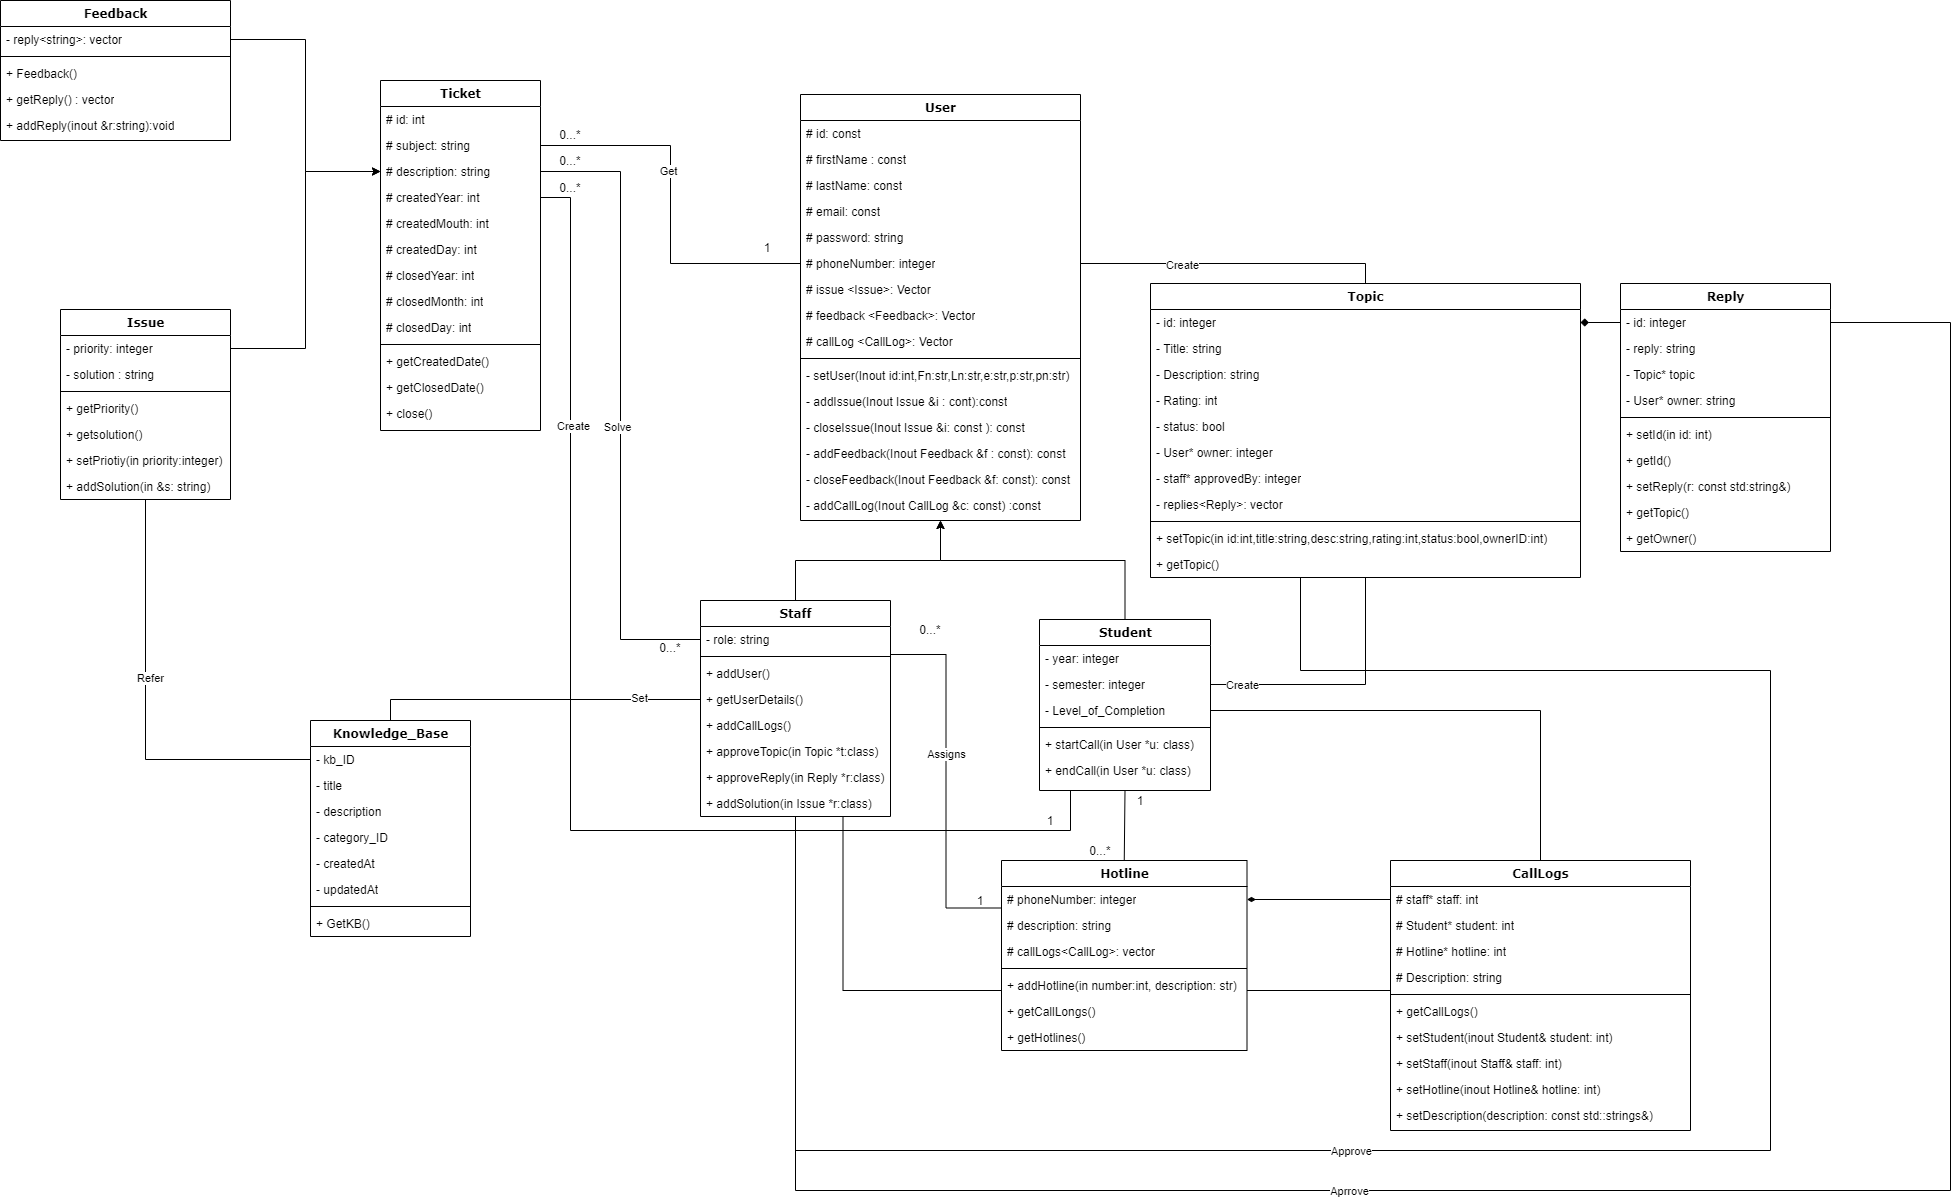 Feedback
- reply<string>: vector
+ Feedback()
+ getReply() : vector
+ addReply(inout &r:string):void
Ticket
# id: int
# subject: string
# description: string
# createdYear: int
# createdMouth: int
# createdDay: int
# closedYear: int
# closedMonth: int
# closedDay: int
+ getCreatedDate()
+ getClosedDate()
+ close()
0...*
0...*
0...*
Get
1
User
# id: const
# firstName : const
# lastName: const
# email: const
# password: string
# phoneNumber: integer
# issue <Issue>: Vector
# feedback <Feedback>: Vector
# callLog <CallLog>: Vector
- setUser(Inout id:int,Fn:str,Ln:str,e:str,p:str,pn:str)
- addIssue(Inout Issue &i : cont):const
- closeIssue(Inout Issue &i: const ): const
- addFeedback(Inout Feedback &f : const): const
- closeFeedback(Inout Feedback &f: const): const
- addCallLog(Inout CallLog &c: const) :const
Create
Topic
- id: integer
- Title: string
- Description: string
- Rating: int
- status: bool
- User* owner: integer
- staff* approvedBy: integer
- replies<Reply>: vector
+ setTopic(in id:int,title:string,desc:string,rating:int,status:bool,ownerID:int)
+ getTopic()
Reply
- id: integer
- reply: string
- Topic* topic
- User* owner: string
+ setId(in id: int)
+ getId()
+ setReply(r: const std:string&)
+ getTopic()
+ getOwner()
Issue
- priority: integer
- solution : string
+ getPriority()
+ getsolution()
+ setPriotiy(in priority:integer)
+ addSolution(in &s: string)
Create
Solve
Refer
0...*
Set
Staff
- role: string
+ addUser()
+ getUserDetails()
+ addCallLogs()
+ approveTopic(in Topic *t:class)
+ approveReply(in Reply *r:class)
+ addSolution(in Issue *r:class)
0...*
Assigns
1
Student
- year: integer
- semester: integer
- Level_of_Completion
+ startCall(in User *u: class)
+ endCall(in User *u: class)
Create
1
1
0...*
Knowledge_Base
- kb_ID
- title
- description
- category_ID
- createdAt
- updatedAt
+ GetKB()
Hotline
# phoneNumber: integer
# description: string
# callLogs<CallLog>: vector
+ addHotline(in number:int, description: str)
+ getCallLongs()
+ getHotlines()
CallLogs
# staff* staff: int
# Student* student: int
# Hotline* hotline: int
# Description: string
+ getCallLogs()
+ setStudent(inout Student& student: int)
+ setStaff(inout Staff& staff: int)
+ setHotline(inout Hotline& hotline: int)
+ setDescription(description: const std::strings&)
Approve
Aprrove